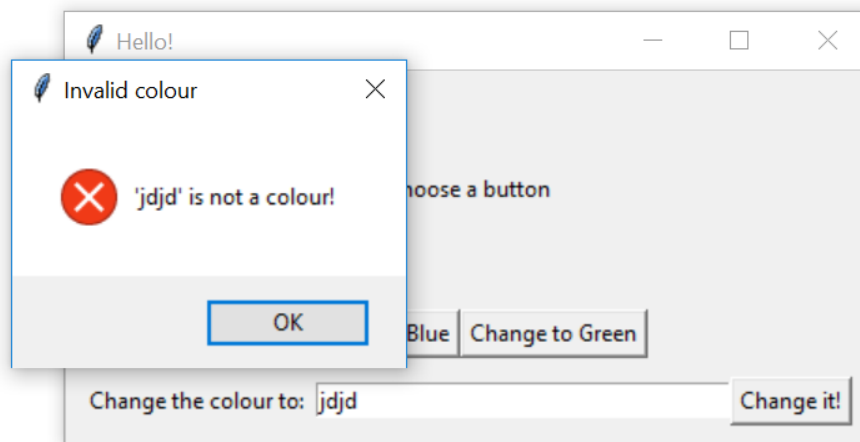 Hello!
Invalid colour
'jdjd' is not a colour!
hoose a button
OK
Blue
Change to Green
Change the colour to:
jdjd
Change it!